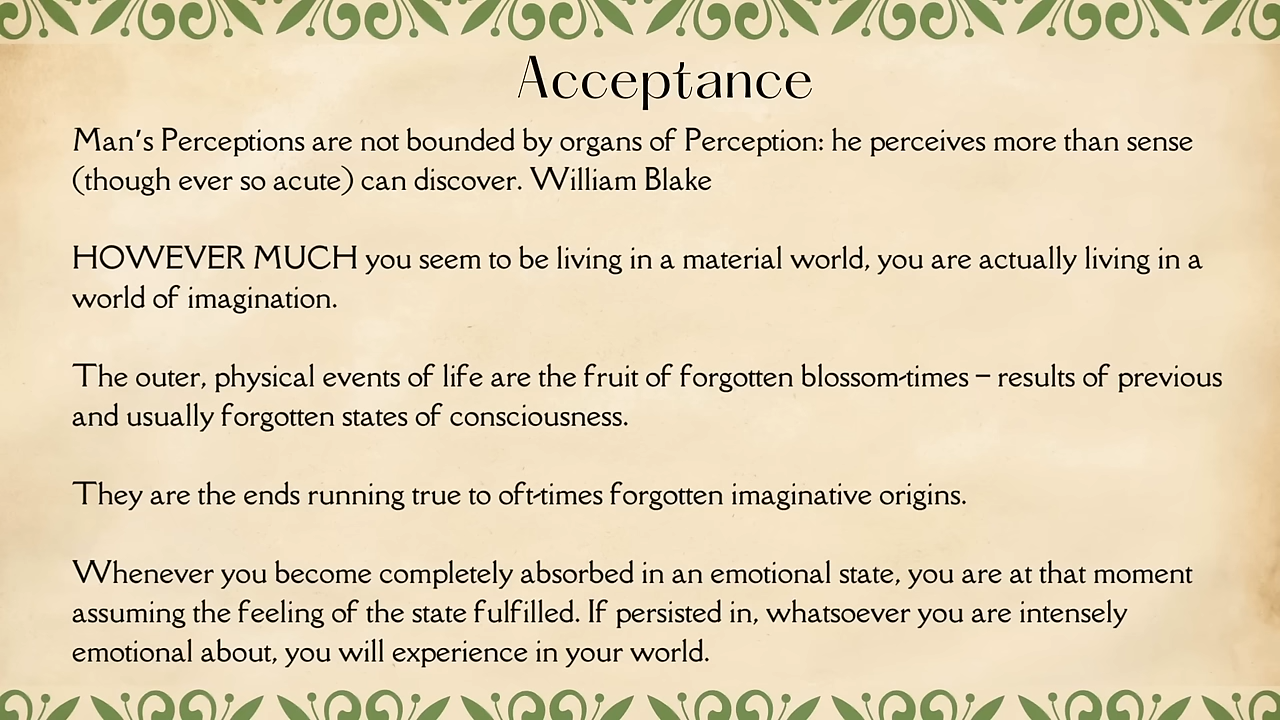 Acceptance
Man's Perceptions are not bounded by organs of Perception: he perceives more than sense
(though ever so acute) can discover. William Blake
HOWEVER MUCH you seem to be living in a material world, you are actually living in a
world of imagination.
The outer, physical events of life are the fruit of forgotten blossom-times – results of previous
and usually forgotten states of consciousness.
They are the ends running true to oft-times forgotten imaginative origins.
Whenever you become completely absorbed in an emotional state, you are at that moment
assuming the feeling of the state fulfilled. If persisted in, whatsoever you are intensely
emotional about, you will experience in your world.